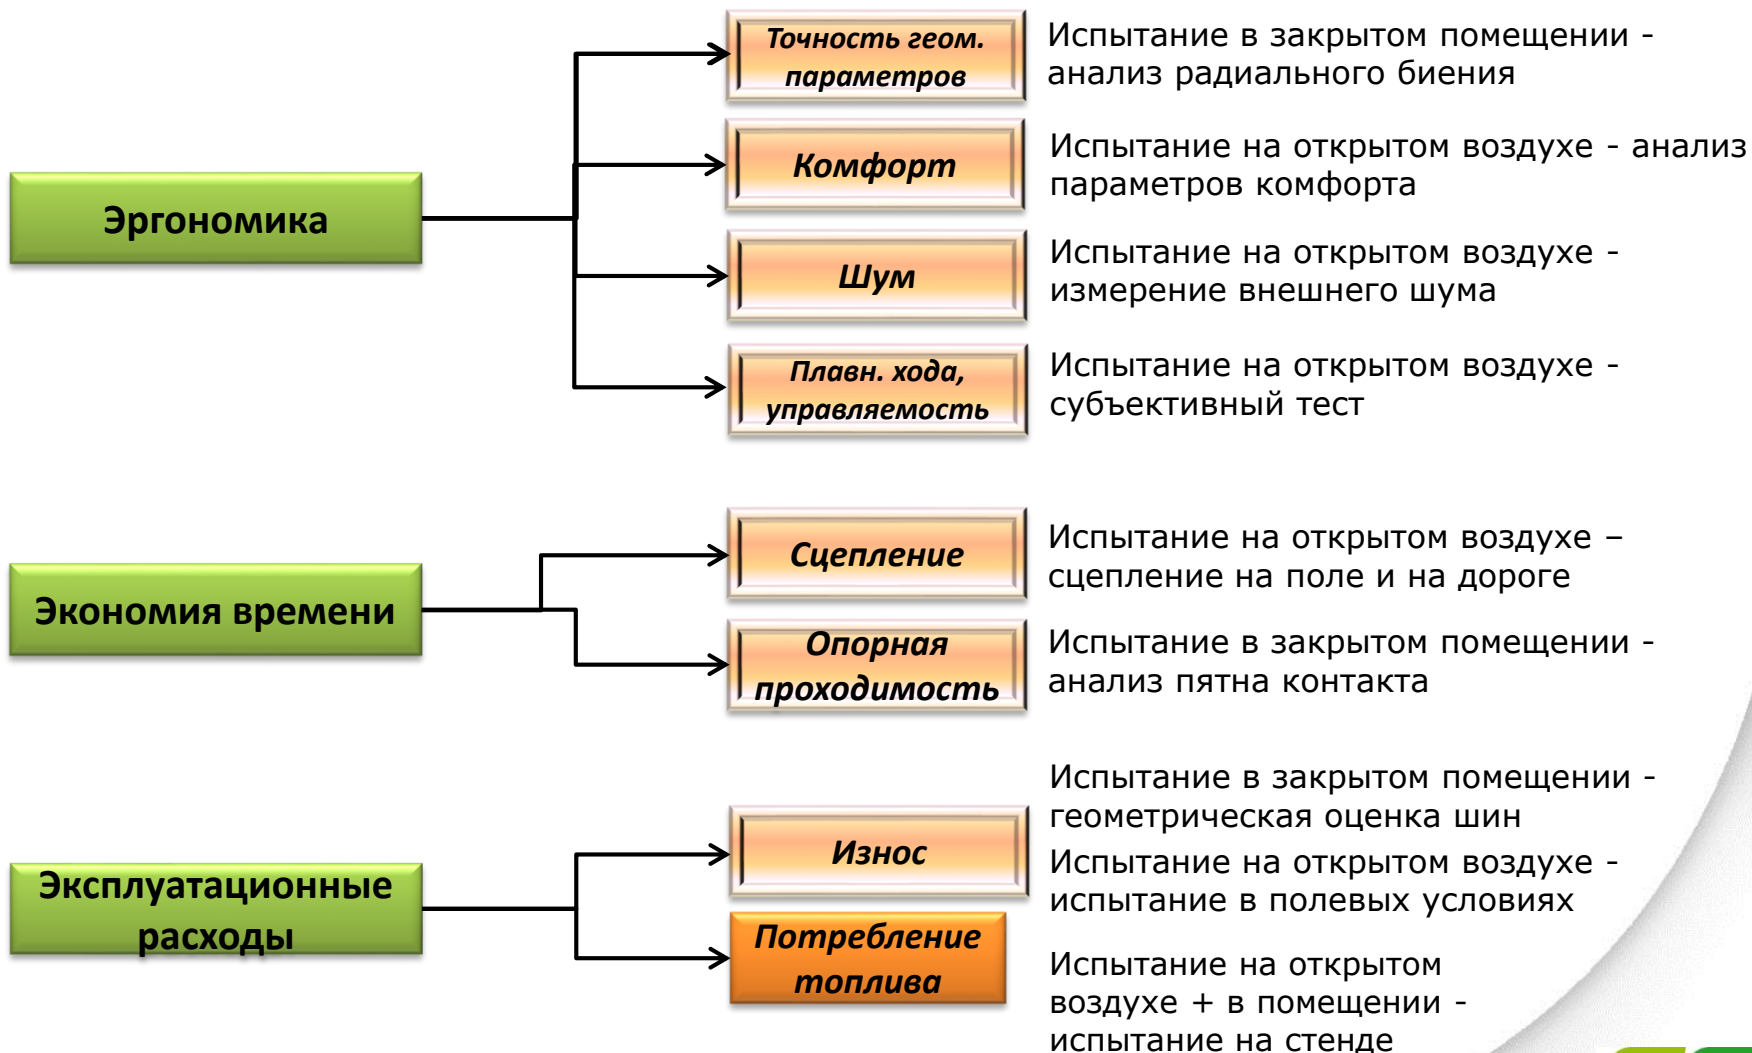 Эргономика
Точность геом.
параметров
Испытание в закрытом помещении -
анализ радиального биения
Комфорт
Испытание на открытом воздухе - анализ
параметров комфорта
Шум
Испытание на открытом воздухе -
измерение внешнего шума
Плавн. хода,
управляемость
Испытание на открытом воздухе -
субъективный тест
Экономия времени
Сцепление
Испытание на открытом воздухе –
сцепление на поле и на дороге
Опорная
проходимость
Испытание в закрытом помещении -
анализ пятна контакта
Эксплуатационные
расходы
Износ
Испытание в закрытом помещении -
геометрическая оценка шин
Испытание на открытом воздухе -
испытание в полевых условиях
Потребление
топлива
Испытание на открытом
воздухе + в помещении -
испытание на стенде